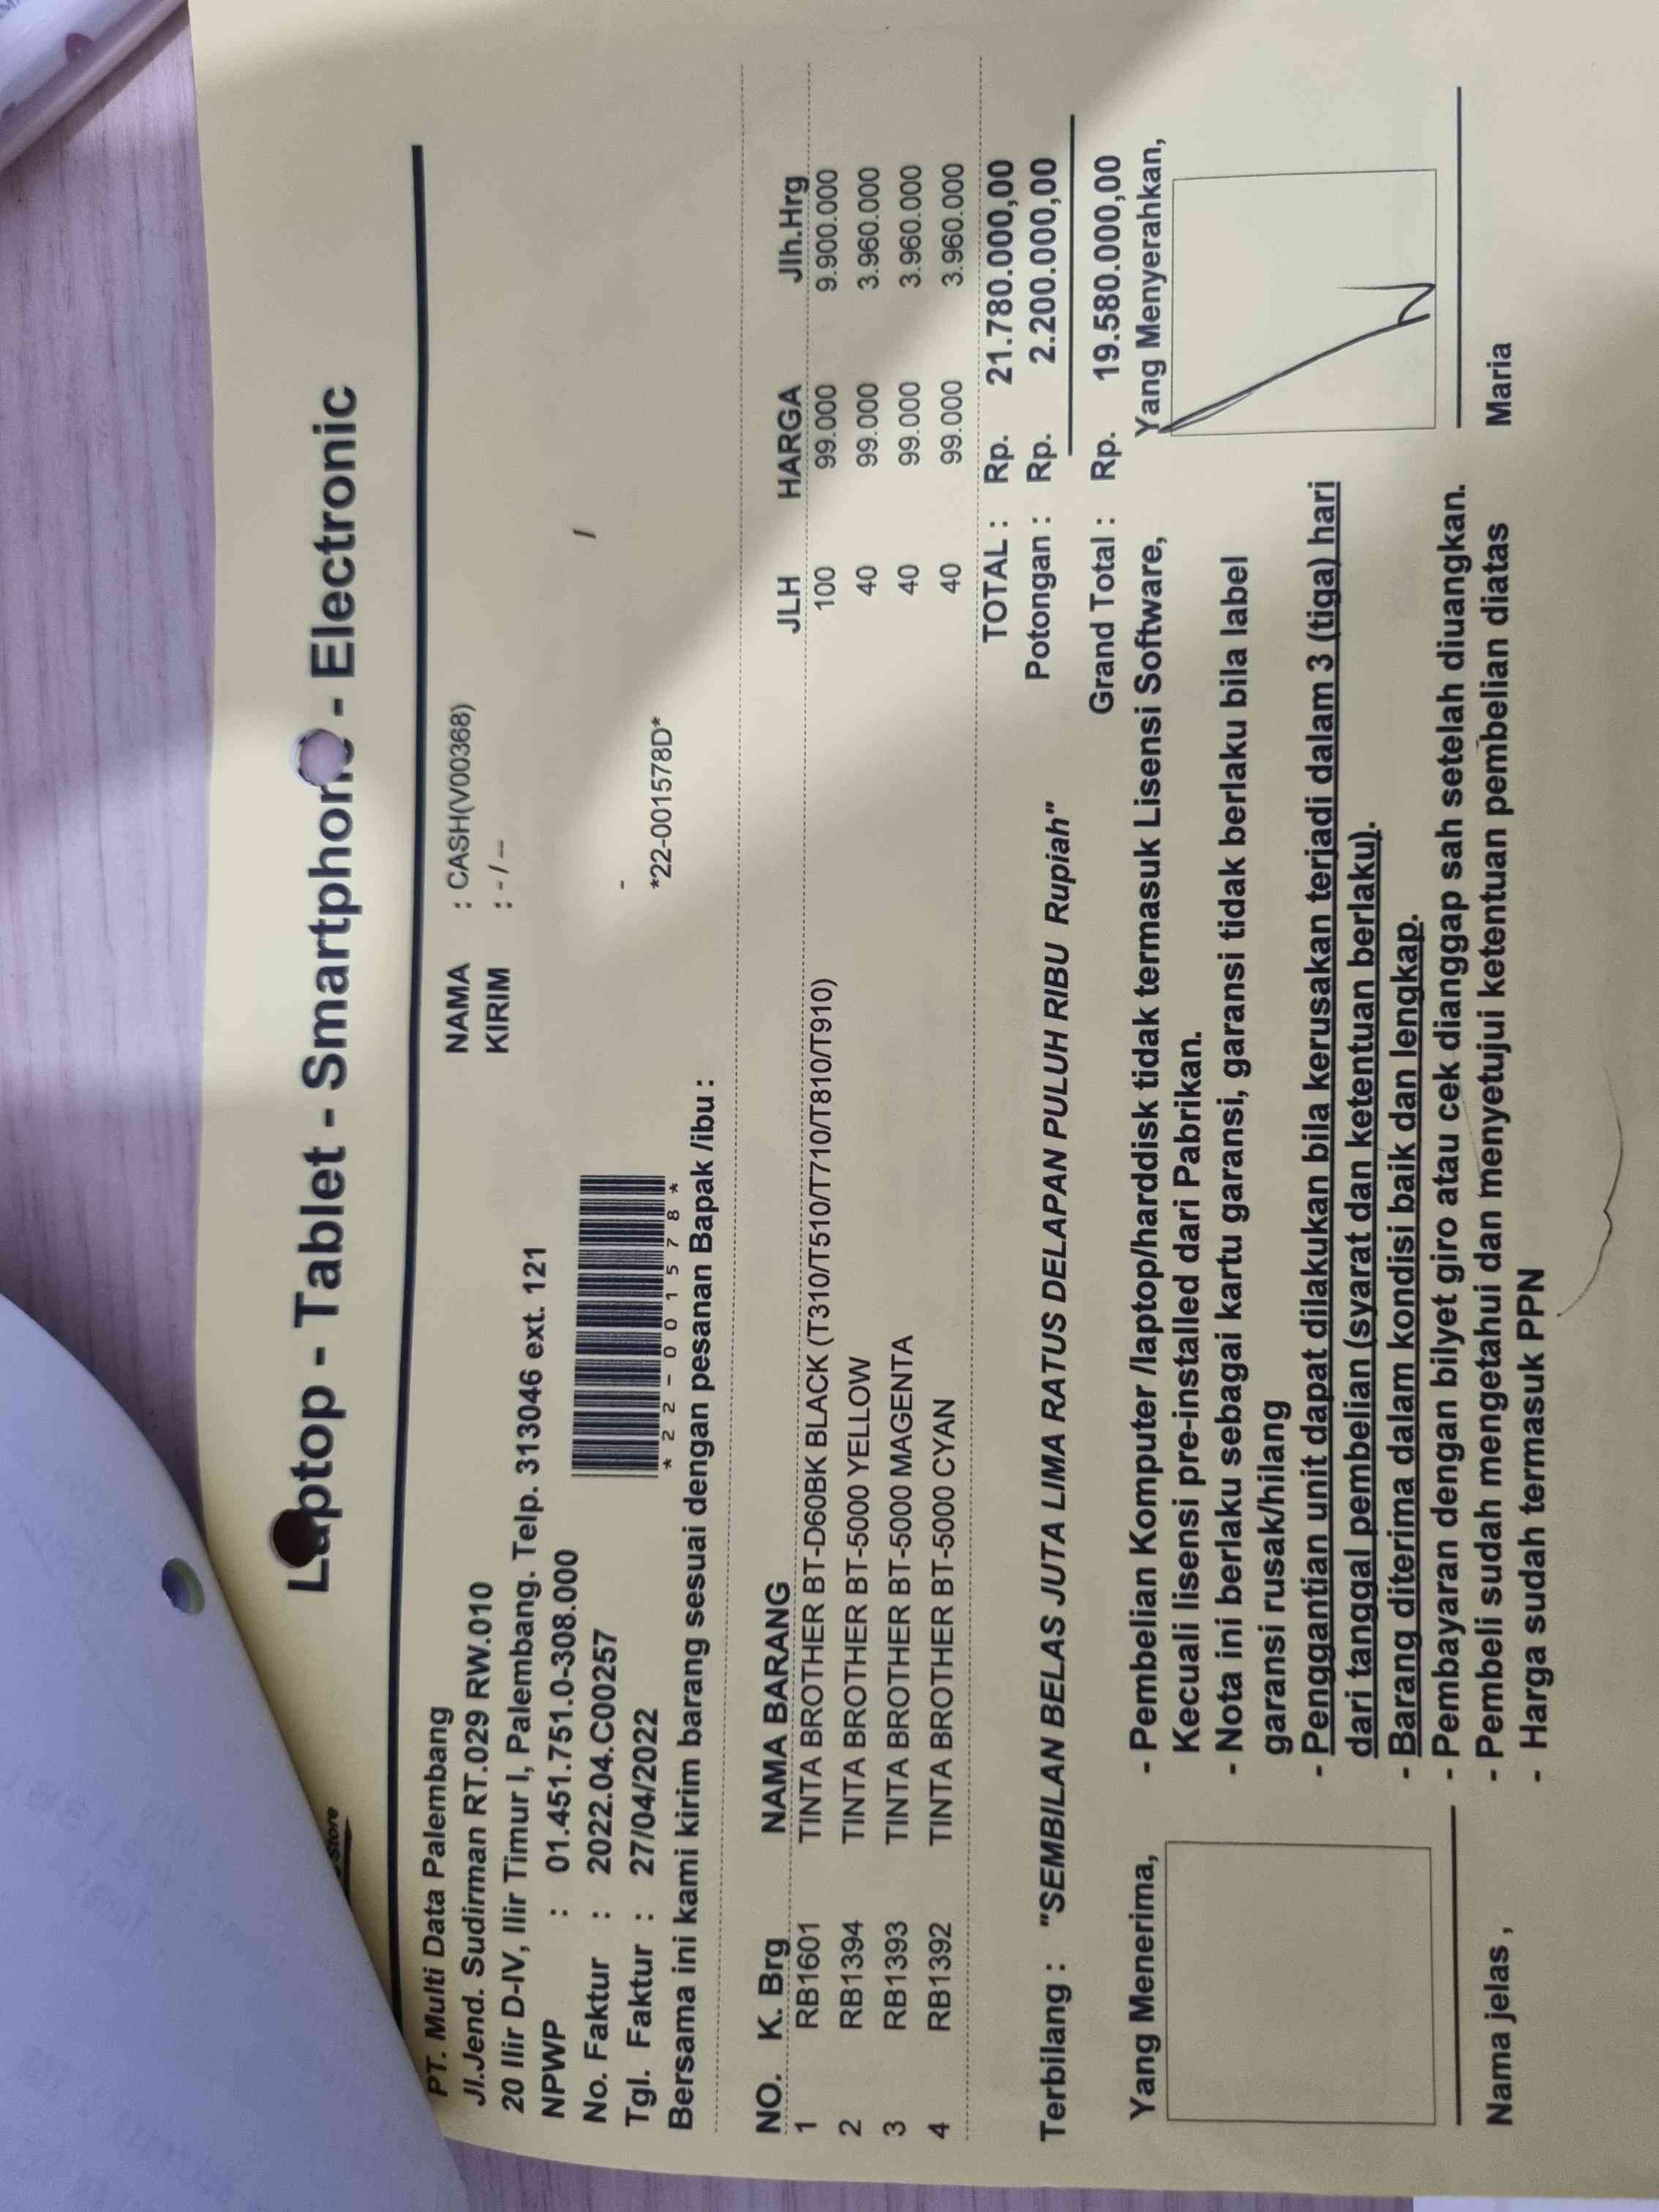 Laptop - Tablet - Smartphone - Electronic
Store
PT. Multi Data Palembang
Jl.Jend. Sudirman RT.029 RW.010
20 Ilir D-IV, Ilir Timur I, Palembang. Telp. 313046 ext. 121
NPWP : 01.451.751.0-308.000
No. Faktur : 2022.04.C00257
Tgl. Faktur : 27/04/2022
NAMA : CASH(V00368)
KIRIM : - / --
*22-001578*
-
*22-001578D*
Bersama ini kami kirim barang sesuai dengan pesanan Bapak /ibu :
NO. K. Brg NAMA BARANG JLH HARGA Jlh.Hrg
1 RB1601 TINTA BROTHER BT-D60BK BLACK (T310/T510/T710/T810/T910) 100 99.000 9.900.000
2 RB1394 TINTA BROTHER BT-5000 YELLOW 40 99.000 3.960.000
3 RB1393 TINTA BROTHER BT-5000 MAGENTA 40 99.000 3.960.000
4 RB1392 TINTA BROTHER BT-5000 CYAN 40 99.000 3.960.000
TOTAL : Rp. 21.780.000,00
Potongan : Rp. 2.200.000,00
Terbilang : "SEMBILAN BELAS JUTA LIMA RATUS DELAPAN PULUH RIBU Rupiah"
Grand Total : Rp. 19.580.000,00
Yang Menerima,
Nama jelas ,
- Pembelian Komputer /laptop/harddisk tidak termasuk Lisensi Software,
Kecuali lisensi pre-installed dari Pabrikan.
- Nota ini berlaku sebagai kartu garansi, garansi tidak berlaku bila label
garansi rusak/hilang
- Penggantian unit dapat dilakukan bila kerusakan terjadi dalam 3 (tiga) hari
dari tanggal pembelian (syarat dan ketentuan berlaku).
- Barang diterima dalam kondisi baik dan lengkap.
- Pembayaran dengan bilyet giro atau cek dianggap sah setelah diuangkan.
- Pembeli sudah mengetahui dan menyetujui ketentuan pembelian diatas
- Harga sudah termasuk PPN
Yang Menyerahkan,
Maria